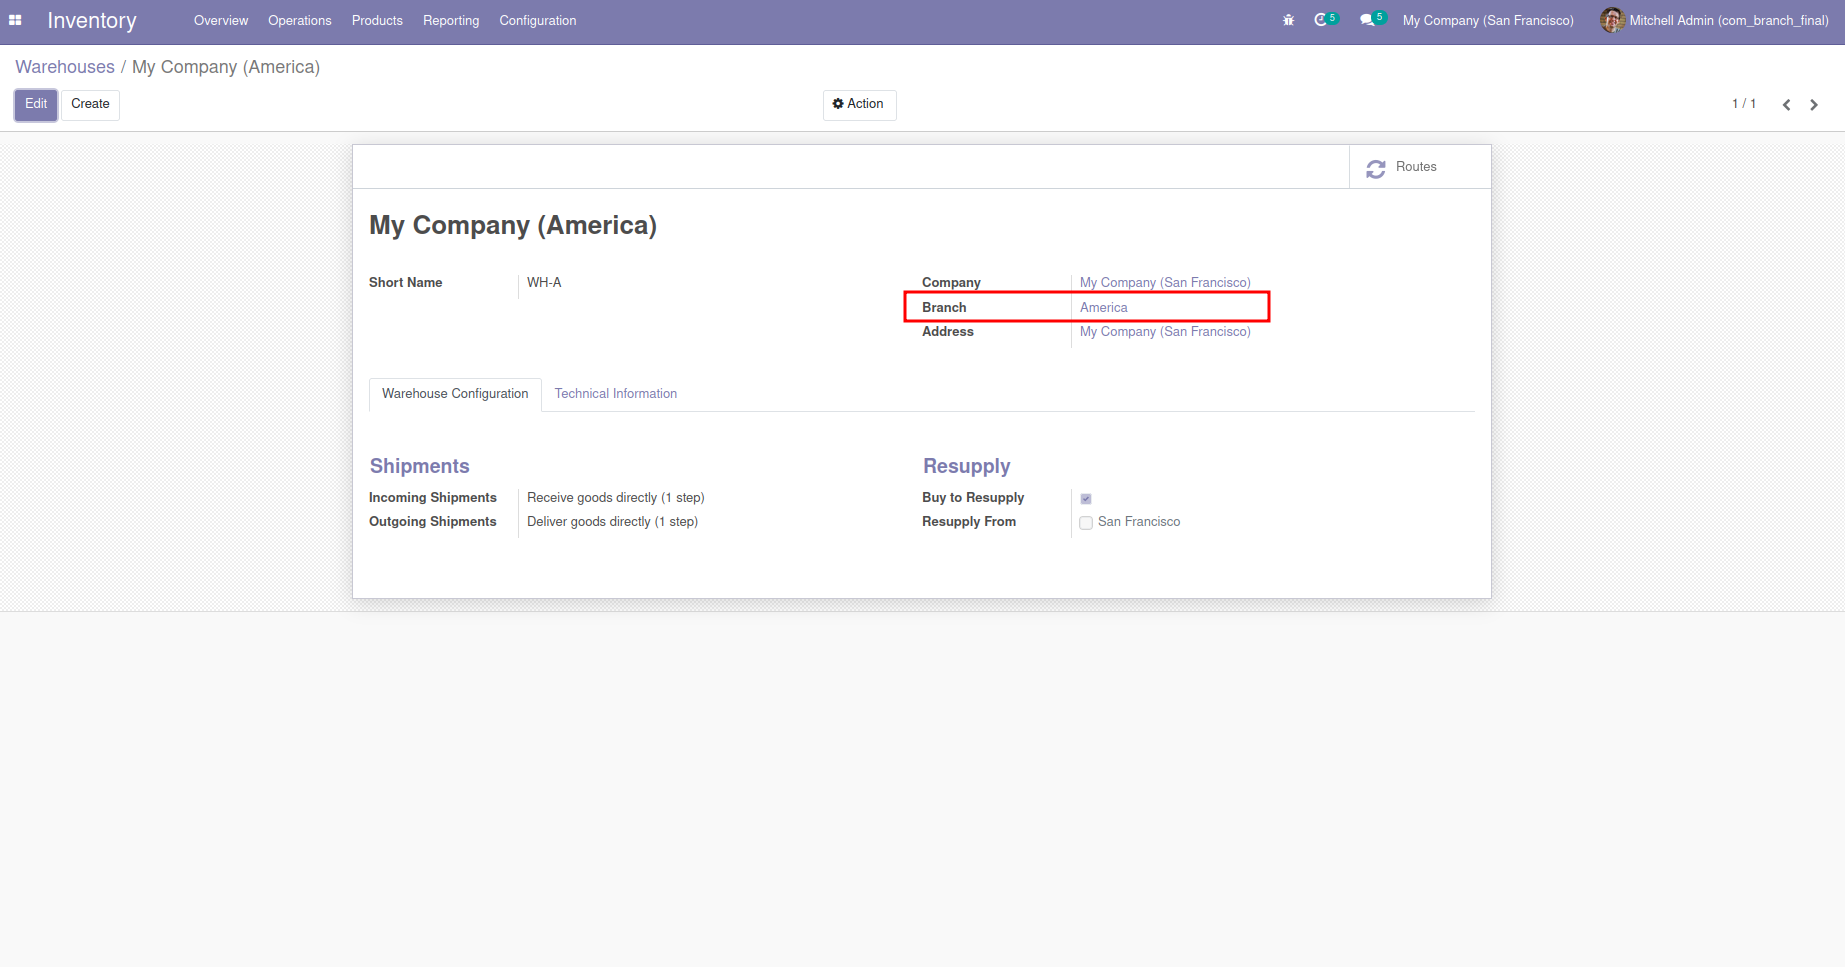 Inventory Overview Operations Products Reporting Configuration 5 5 My Company (San Francisco) Mitchell Admin (com_branch_final)
Warehouses / My Company (America)
Edit Create Action 1 / 1
Routes
My Company (America)
Short Name WH-A
Company My Company (San Francisco)
Branch America
Address My Company (San Francisco)
Warehouse Configuration Technical Information
Shipments
Incoming Shipments Receive goods directly (1 step)
Outgoing Shipments Deliver goods directly (1 step)
Resupply
Buy to Resupply
Resupply From San Francisco